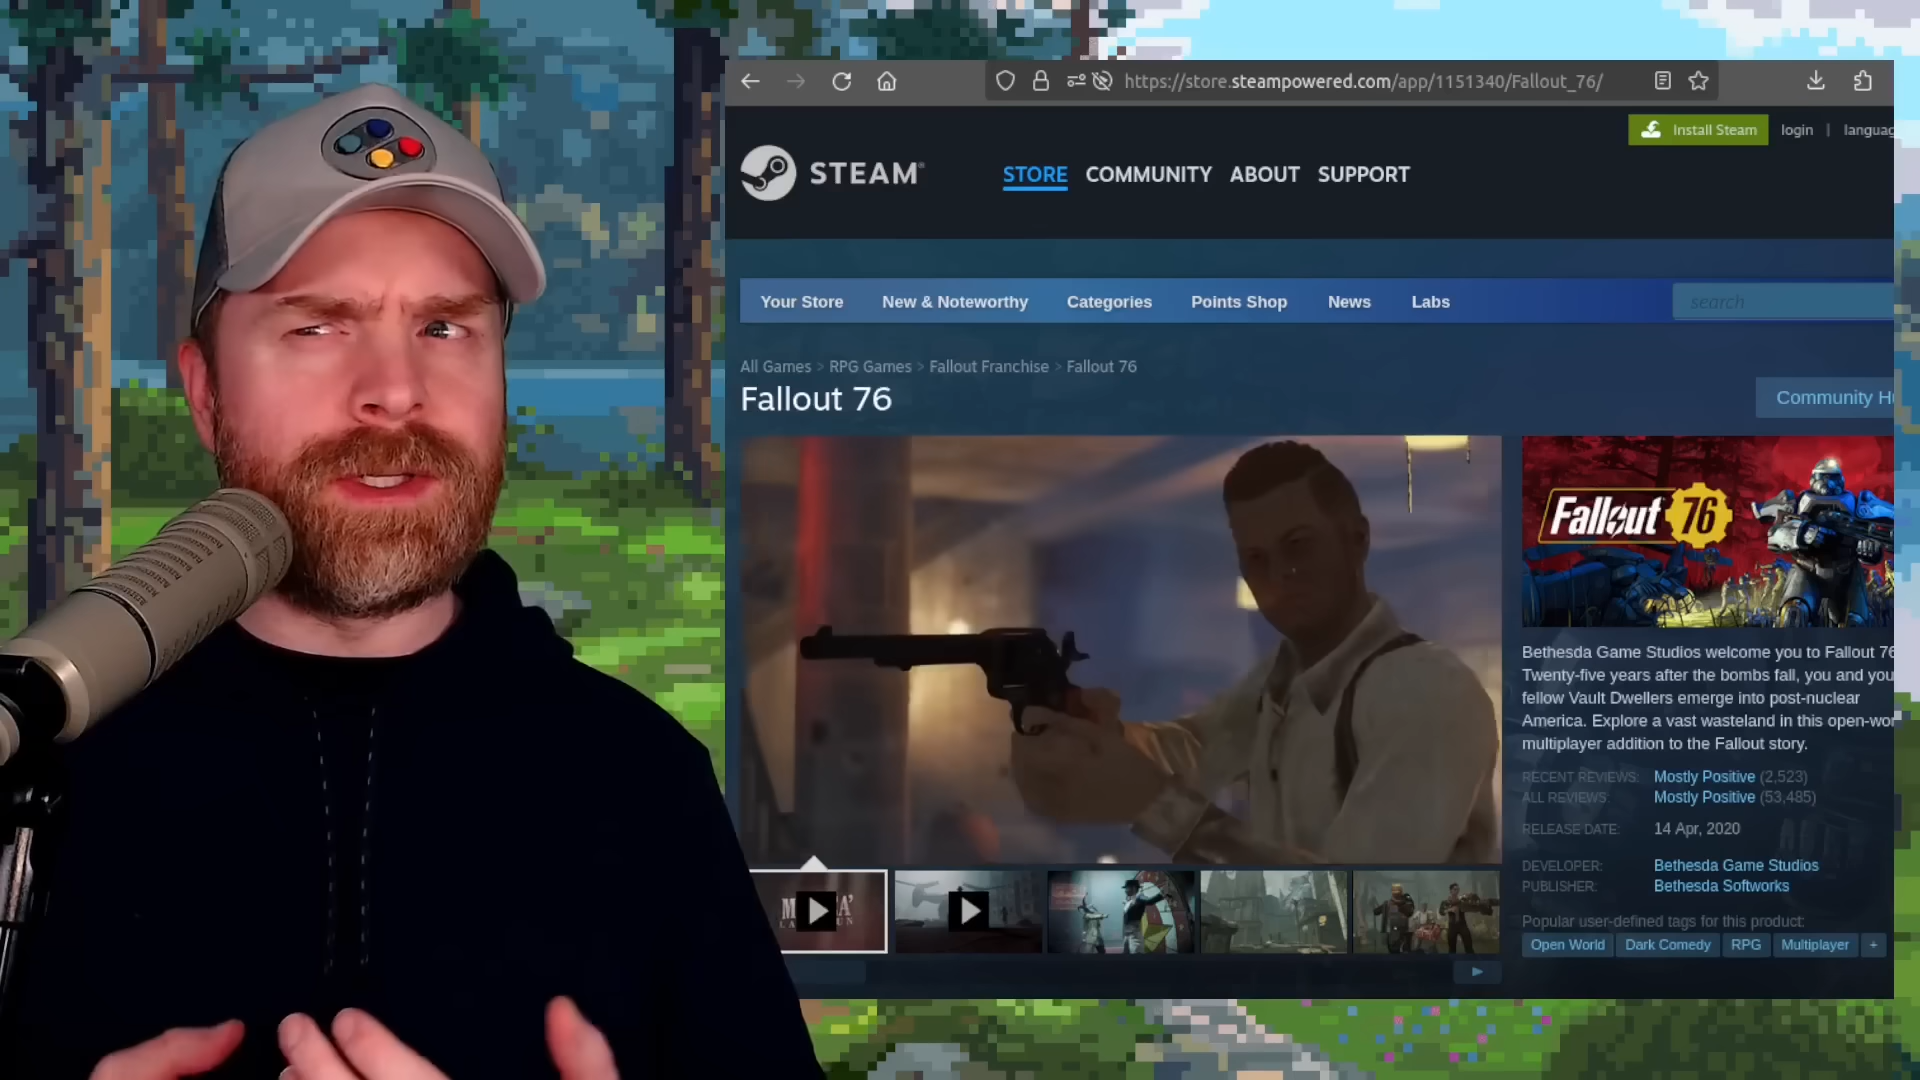 https://store.steampowered.com/app/1151340/Fallout_76/
Install Steam login | languag
STEAM®
STORE COMMUNITY ABOUT SUPPORT
Your Store New & Noteworthy Categories Points Shop News Labs search
All Games > RPG Games > Fallout Franchise > Fallout 76
Fallout 76
Community Hu
Fallout 76
Bethesda Game Studios welcome you to Fallout 76
Twenty-five years after the bombs fall, you and you
fellow Vault Dwellers emerge into post-nuclear
America. Explore a vast wasteland in this open-wor
multiplayer addition to the Fallout story.
RECENT REVIEWS: Mostly Positive (2,523)
ALL REVIEWS: Mostly Positive (53,485)
RELEASE DATE: 14 Apr, 2020
DEVELOPER: Bethesda Game Studios
PUBLISHER: Bethesda Softworks
Popular user-defined tags for this product:
Open World Dark Comedy RPG Multiplayer +